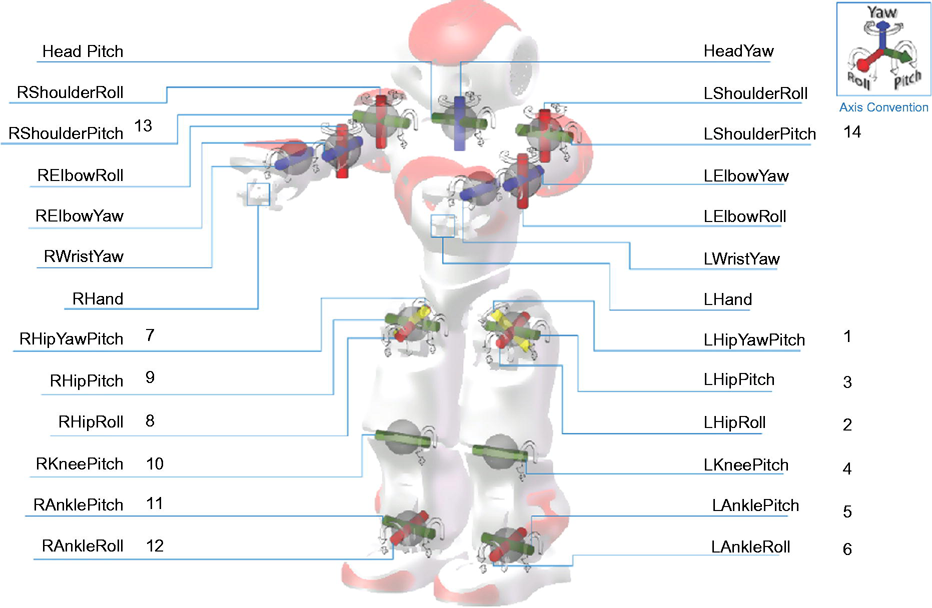 Yaw
Roll
Pitch
Axis Convention
Head Pitch
HeadYaw
RShoulderRoll
LShoulderRoll
RShoulderPitch 13
LShoulderPitch 14
RElbowRoll
LElbowYaw
RElbowYaw
LElbowRoll
RWristYaw
LWristYaw
RHand
LHand
RHipYawPitch 7
LHipYawPitch 1
RHipPitch 9
LHipPitch 3
RHipRoll 8
LHipRoll 2
RKneePitch 10
LKneePitch 4
RAnklePitch 11
LAnklePitch 5
RAnkleRoll 12
LAnkleRoll 6